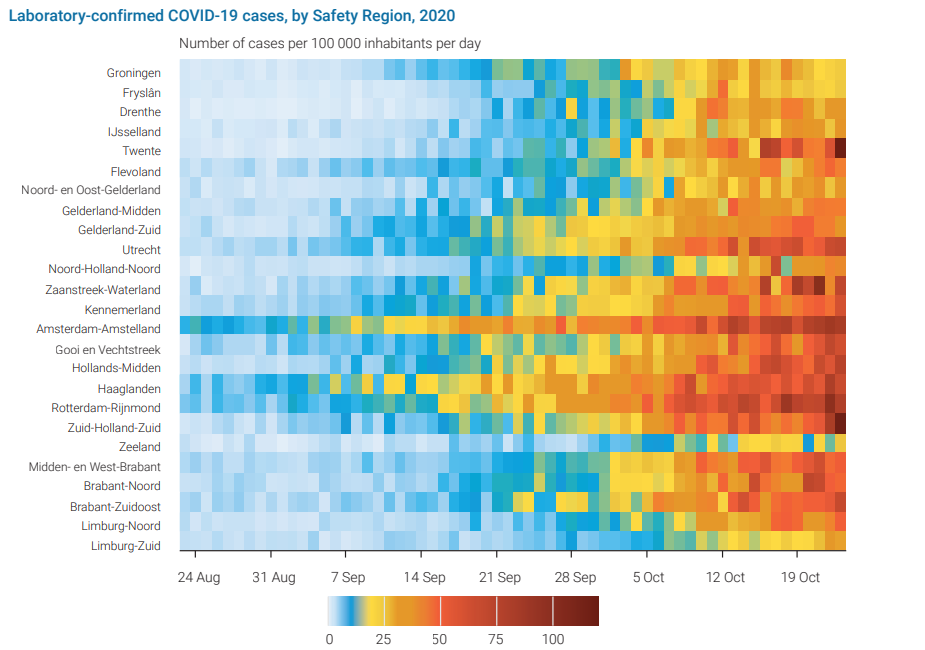 Laboratory-confirmed COVID-19 cases, by Safety Region, 2020
Number of cases per 100 000 inhabitants per day
Groningen
Fryslân
Drenthe
IJsselland
Twente
Flevoland
Noord- en Oost-Gelderland
Gelderland-Midden
Gelderland-Zuid
Utrecht
Noord-Holland-Noord
Zaanstreek-Waterland
Kennemerland
Amsterdam-Amstelland
Gooi en Vechtstreek
Hollands-Midden
Haaglanden
Rotterdam-Rijnmond
Zuid-Holland-Zuid
Zeeland
Midden- en West-Brabant
Brabant-Noord
Brabant-Zuidoost
Limburg-Noord
Limburg-Zuid
24 Aug 31 Aug 7 Sep 14 Sep 21 Sep 28 Sep 5 Oct 12 Oct 19 Oct
0 25 50 75 100